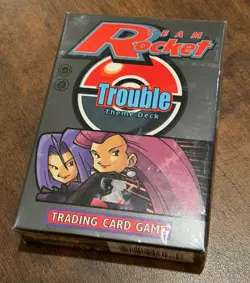 TEAM
Rocket
Trouble
Theme Deck
TRADING CARD GAME